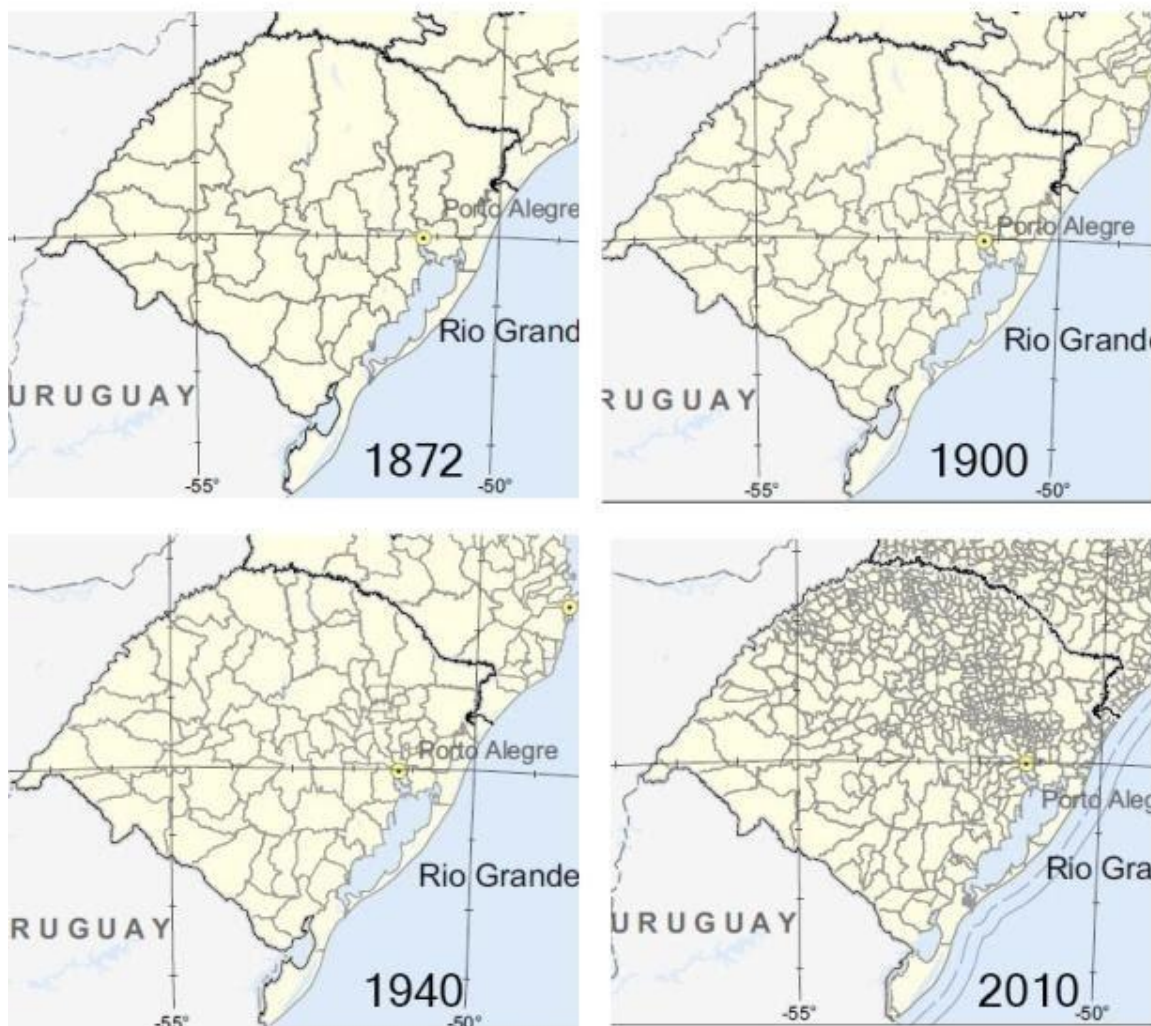 Porto Alegre
Rio Grand
URUGUAY
1872
-55°
-50°
Porto Alegre
Rio Grande
RUGUAY
1900
-55°
-50°
Porto Alegre
Rio Grande
RUGUAY
1940
-55°
-50°
Porto Aleg
Rio Gra
URUGUAY
2010
-55°
-50°